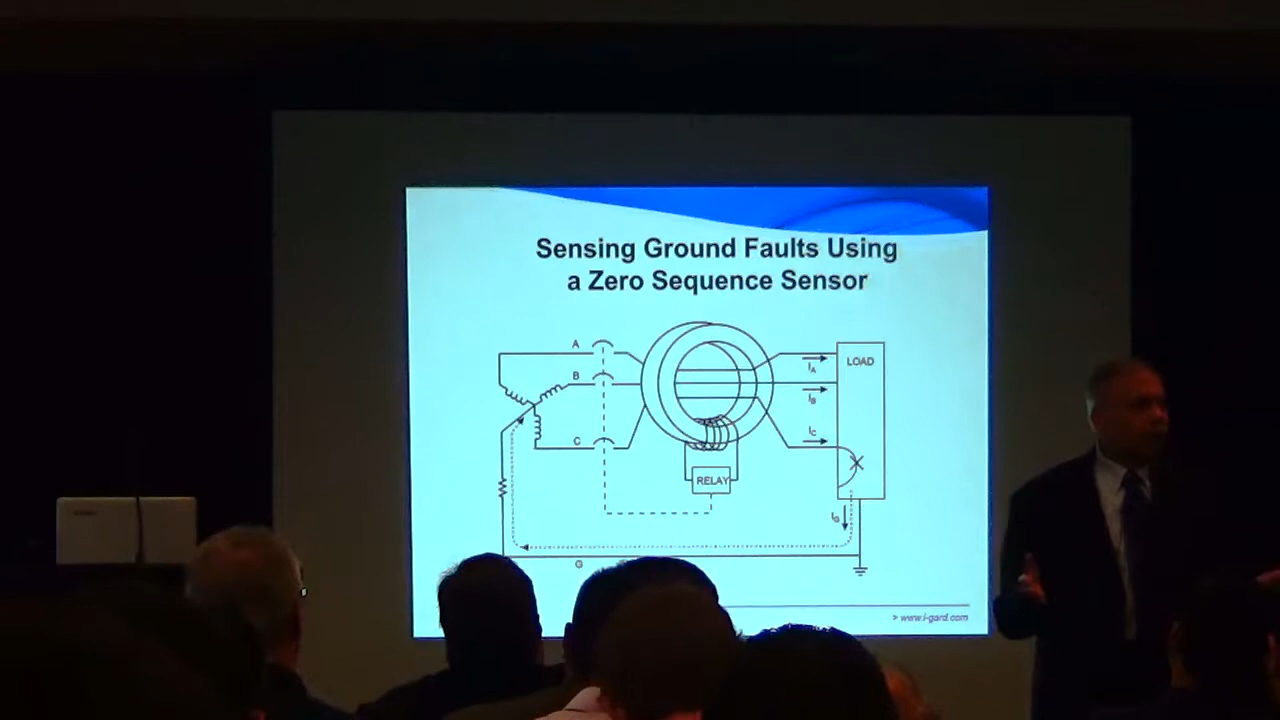 Sensing Ground Faults Using
a Zero Sequence Sensor
A
B
C
LOAD
IA
IB
IC
RELAY
IG
G
> www.i-gard.com